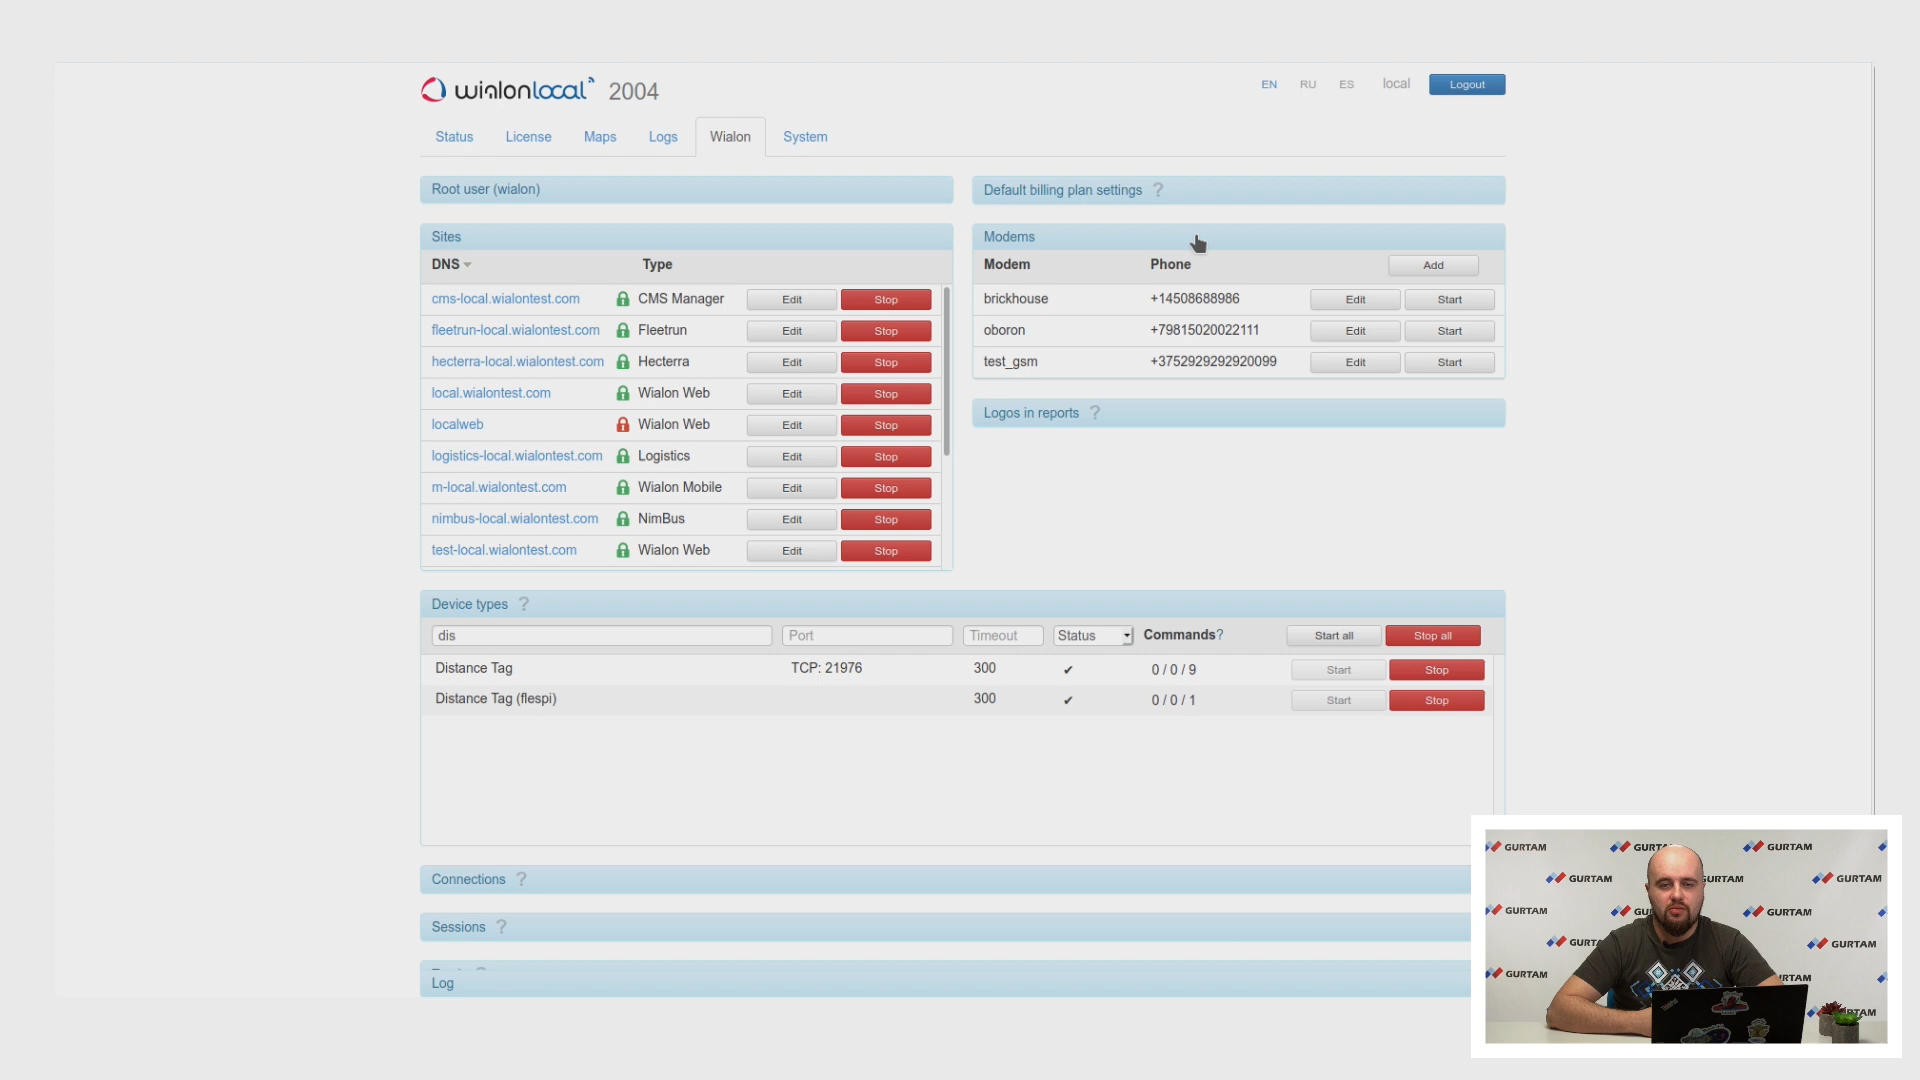 wialonlocal 2004
EN RU ES local Logout
Status License Maps Logs Wialon System
Root user (wialon)
Default billing plan settings ?
Sites
DNS Type
cms-local.wialontest.com CMS Manager Edit Stop
fleetrun-local.wialontest.com Fleetrun Edit Stop
hecterra-local.wialontest.com Hecterra Edit Stop
local.wialontest.com Wialon Web Edit Stop
localweb Wialon Web Edit Stop
logistics-local.wialontest.com Logistics Edit Stop
m-local.wialontest.com Wialon Mobile Edit Stop
nimbus-local.wialontest.com NimBus Edit Stop
test-local.wialontest.com Wialon Web Edit Stop
Modems
Modem Phone Add
brickhouse +14508688986 Edit Start
oboron +79815020022111 Edit Start
test_gsm +3752929292920099 Edit Start
Logos in reports ?
Device types ?
dis Port Timeout Status Commands? Start all Stop all
Distance Tag TCP: 21976 300 ✔ 0 / 0 / 9 Start Stop
Distance Tag (flespi) 300 ✔ 0 / 0 / 1 Start Stop
Connections ?
Sessions ?
Log
GURTAM GURTAM GURTAM
GURTAM GURTAM GURTAM
GURTAM GURTAM
GURTAM
GURTAM